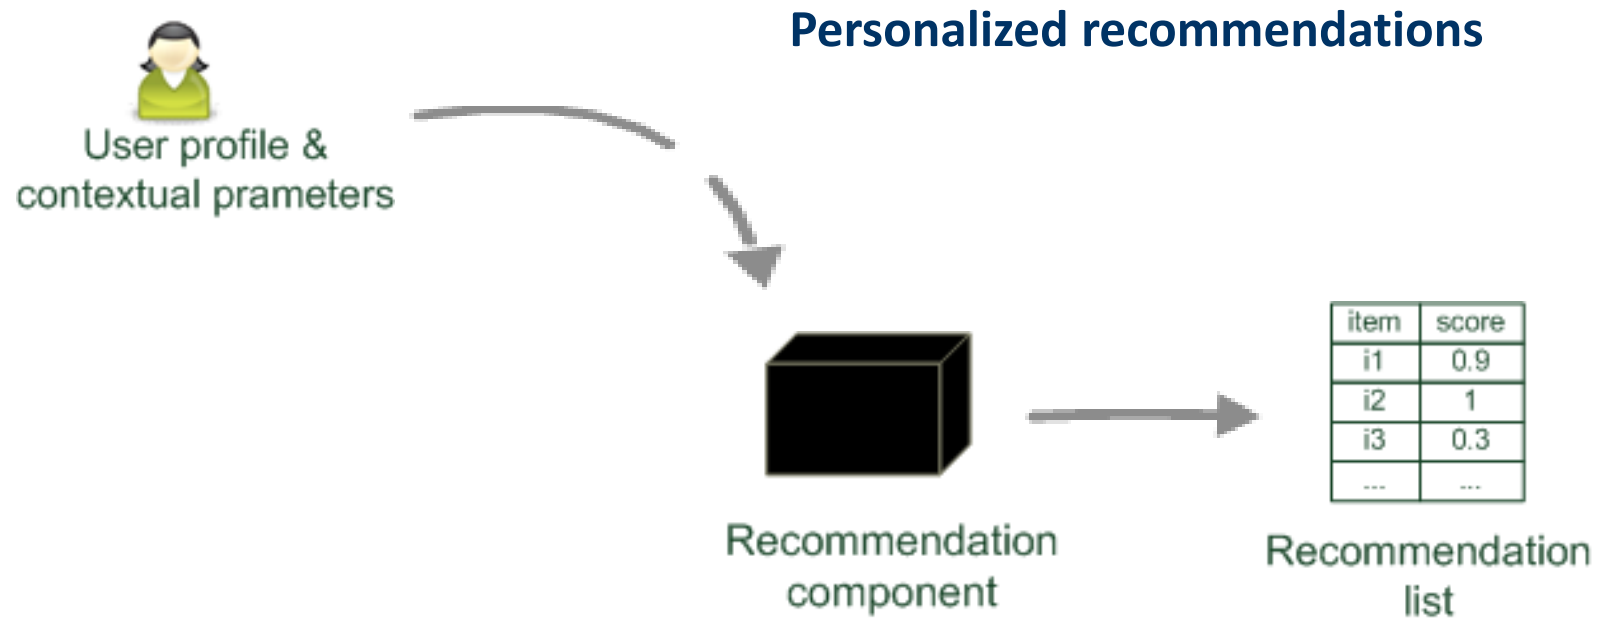 Personalized recommendations
User profile &
contextual prameters
item score
i1 0.9
i2 1
i3 0.3
... ...
Recommendation
component
Recommendation
list